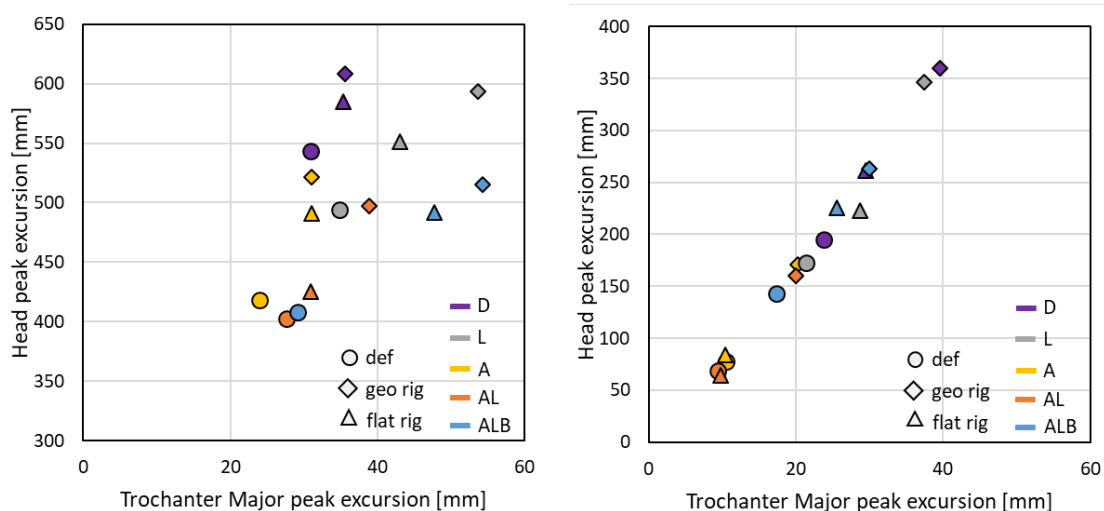 Head peak excursion [mm]
650
600
550
500
450
400
350
300
0
20
40
60
Trochanter Major peak excursion [mm]
def
geo rig
flat rig
D
L
A
AL
ALB
Head peak excursion [mm]
400
350
300
250
200
150
100
50
0
0
20
40
60
Trochanter Major peak excursion [mm]
def
geo rig
flat rig
D
L
A
AL
ALB